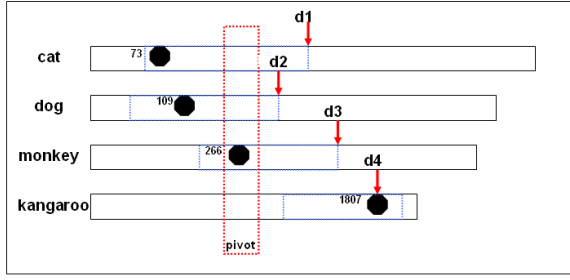 d1
cat
73
d2
dog
109
d3
monkey
266
d4
kangaroo
1807
pivot